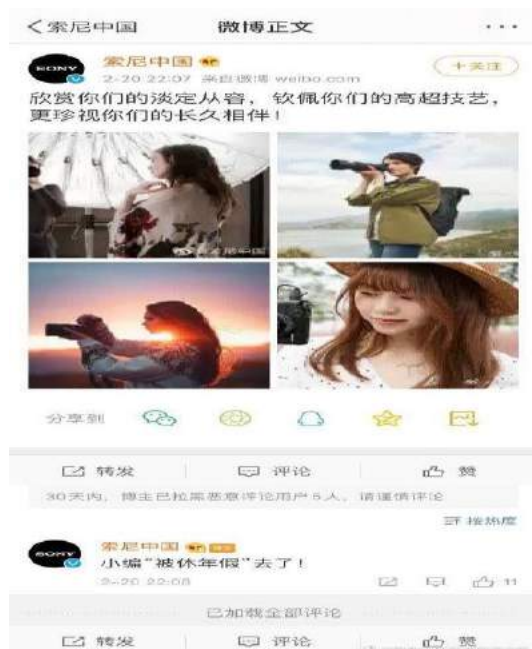 索尼中国
微博正文
索尼中国
+关注
SONY
2-20 22:07 来自微博 weibo.com
欣赏你们的淡定从容，钦佩你们的高超技艺，
更珍视你们的长久相伴！
@索尼中国
分享到
转发
评论
赞
30天内，博主已拉黑恶意评论用户5人，请谨慎评论
按热度
索尼中国
SONY
小编“被休年假”去了！
2-20 22:08
11
已加载全部评论
转发
评论
赞